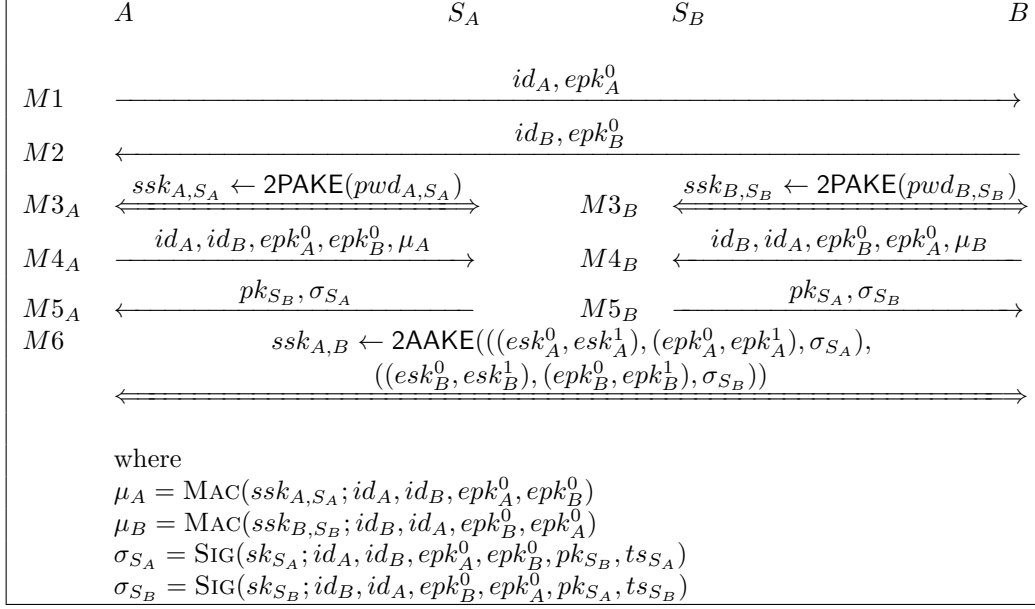 A S_A S_B B
M1 id_A, epk_A^0
M2 id_B, epk_B^0
M3_A ssk_{A,S_A} ← 2PAKE(pwd_{A,S_A}) M3_B ssk_{B,S_B} ← 2PAKE(pwd_{B,S_B})
M4_A id_A, id_B, epk_A^0, epk_B^0, μ_A M4_B id_B, id_A, epk_B^0, epk_A^0, μ_B
M5_A pk_{S_B}, σ_{S_A} M5_B pk_{S_A}, σ_{S_B}
M6 ssk_{A,B} ← 2AAKE(((esk_A^0, esk_A^1), (epk_A^0, epk_A^1), σ_{S_A}),
((esk_B^0, esk_B^1), (epk_B^0, epk_B^1), σ_{S_B}))
where
μ_A = MAC(ssk_{A,S_A}; id_A, id_B, epk_A^0, epk_B^0)
μ_B = MAC(ssk_{B,S_B}; id_B, id_A, epk_B^0, epk_A^0)
σ_{S_A} = SIG(sk_{S_A}; id_A, id_B, epk_A^0, epk_B^0, pk_{S_B}, ts_{S_A})
σ_{S_B} = SIG(sk_{S_B}; id_B, id_A, epk_B^0, epk_A^0, pk_{S_A}, ts_{S_B})